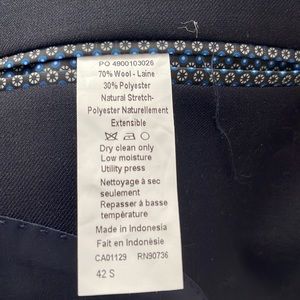 PO 4900103026
70% Wool - Laine
30% Polyester
Natural Stretch-
Polyester Naturellement
Extensible
Dry clean only
Low moisture
Utility press
Nettoyage à sec
seulement
Repasser à basse
température
Made in Indonesia
Fait en Indonésie
CA01129 RN90736
42 S